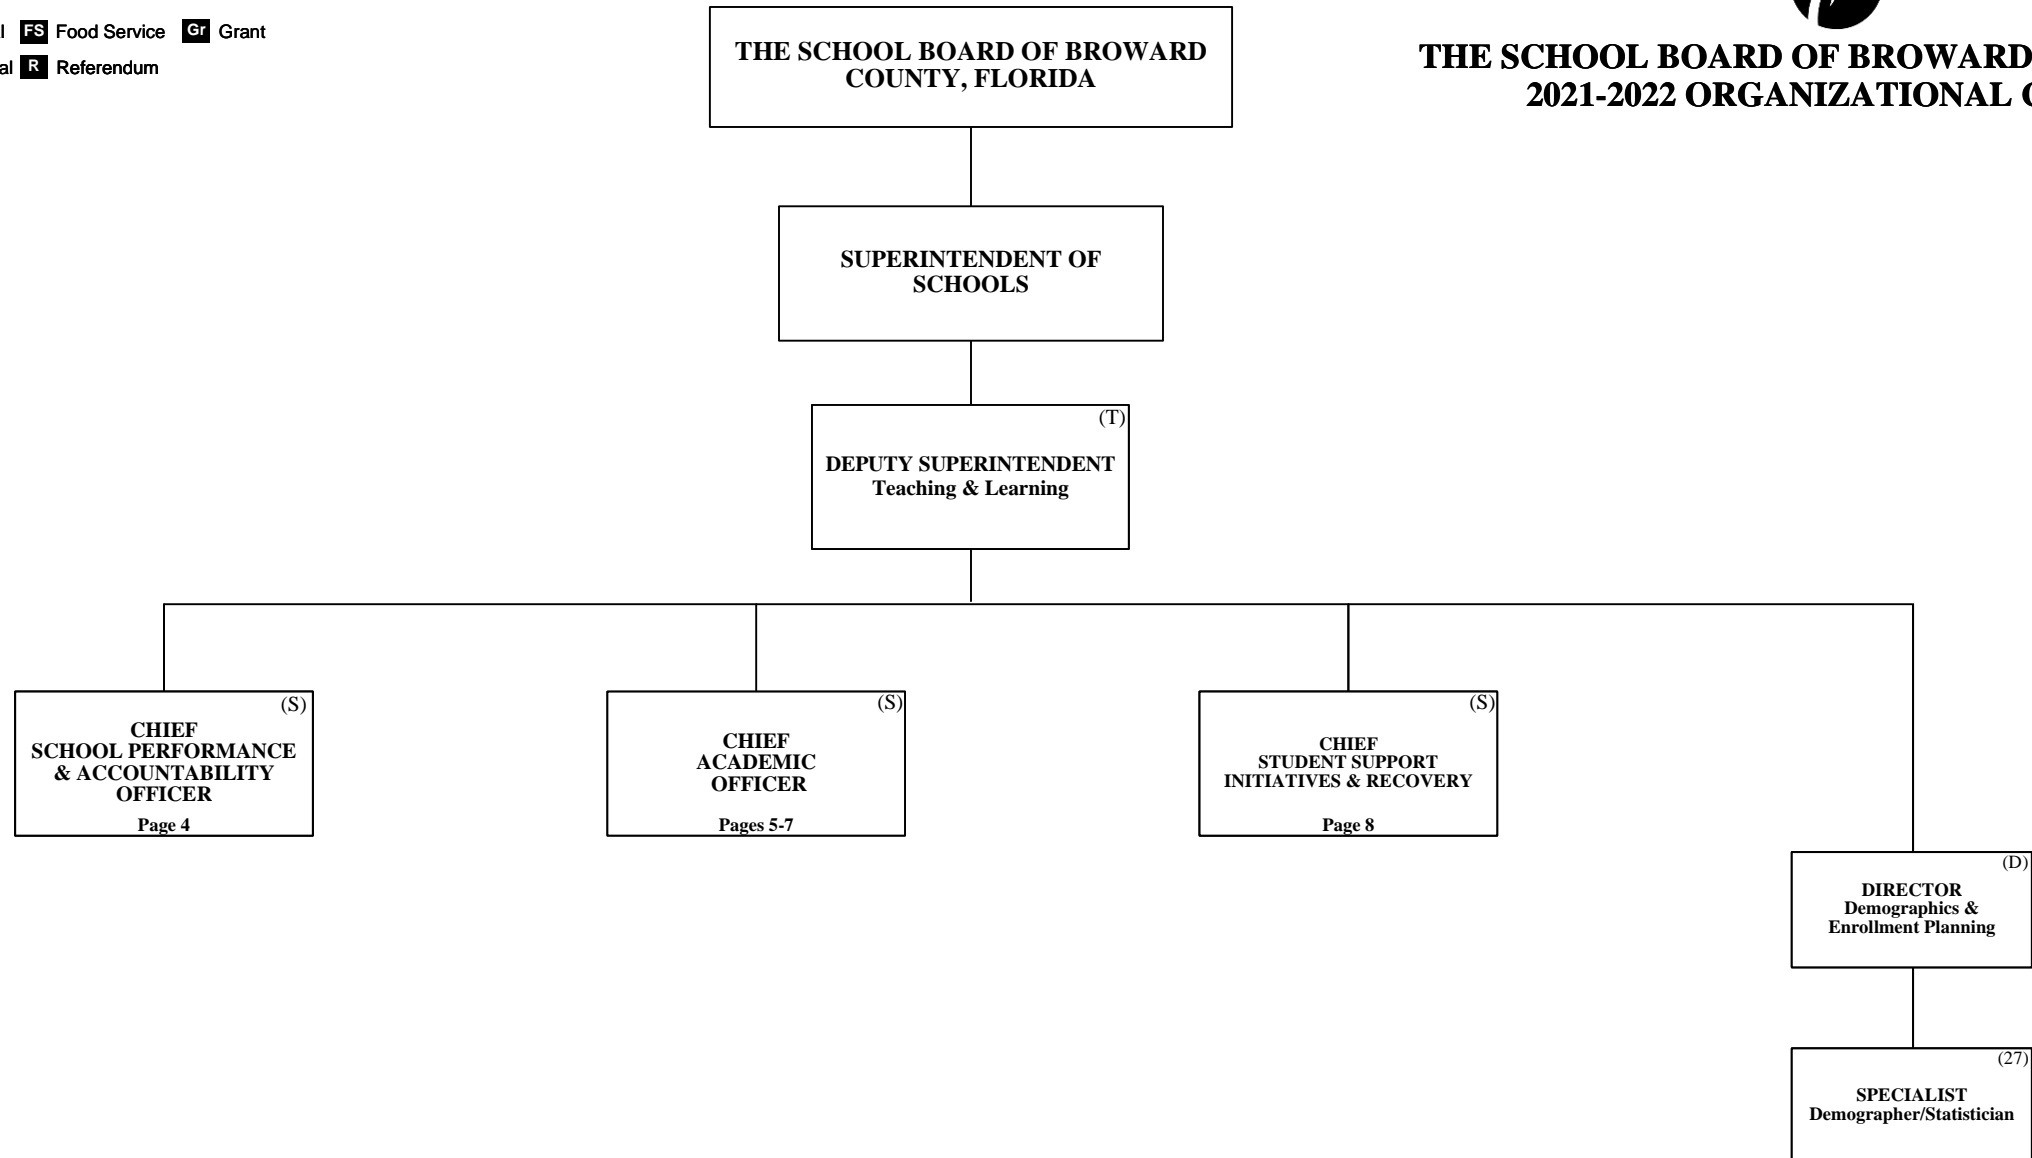 FS Food Service Gr Grant
R Referendum
THE SCHOOL BOARD OF BROWARD
2021-2022 ORGANIZATIONAL
THE SCHOOL BOARD OF BROWARD
COUNTY, FLORIDA
SUPERINTENDENT OF
SCHOOLS
(T)
DEPUTY SUPERINTENDENT
Teaching & Learning
(S)
CHIEF
SCHOOL PERFORMANCE
& ACCOUNTABILITY
OFFICER
Page 4
(S)
CHIEF
ACADEMIC
OFFICER
Pages 5-7
(S)
CHIEF
STUDENT SUPPORT
INITIATIVES & RECOVERY
Page 8
(D)
DIRECTOR
Demographics &
Enrollment Planning
(27)
SPECIALIST
Demographer/Statistician